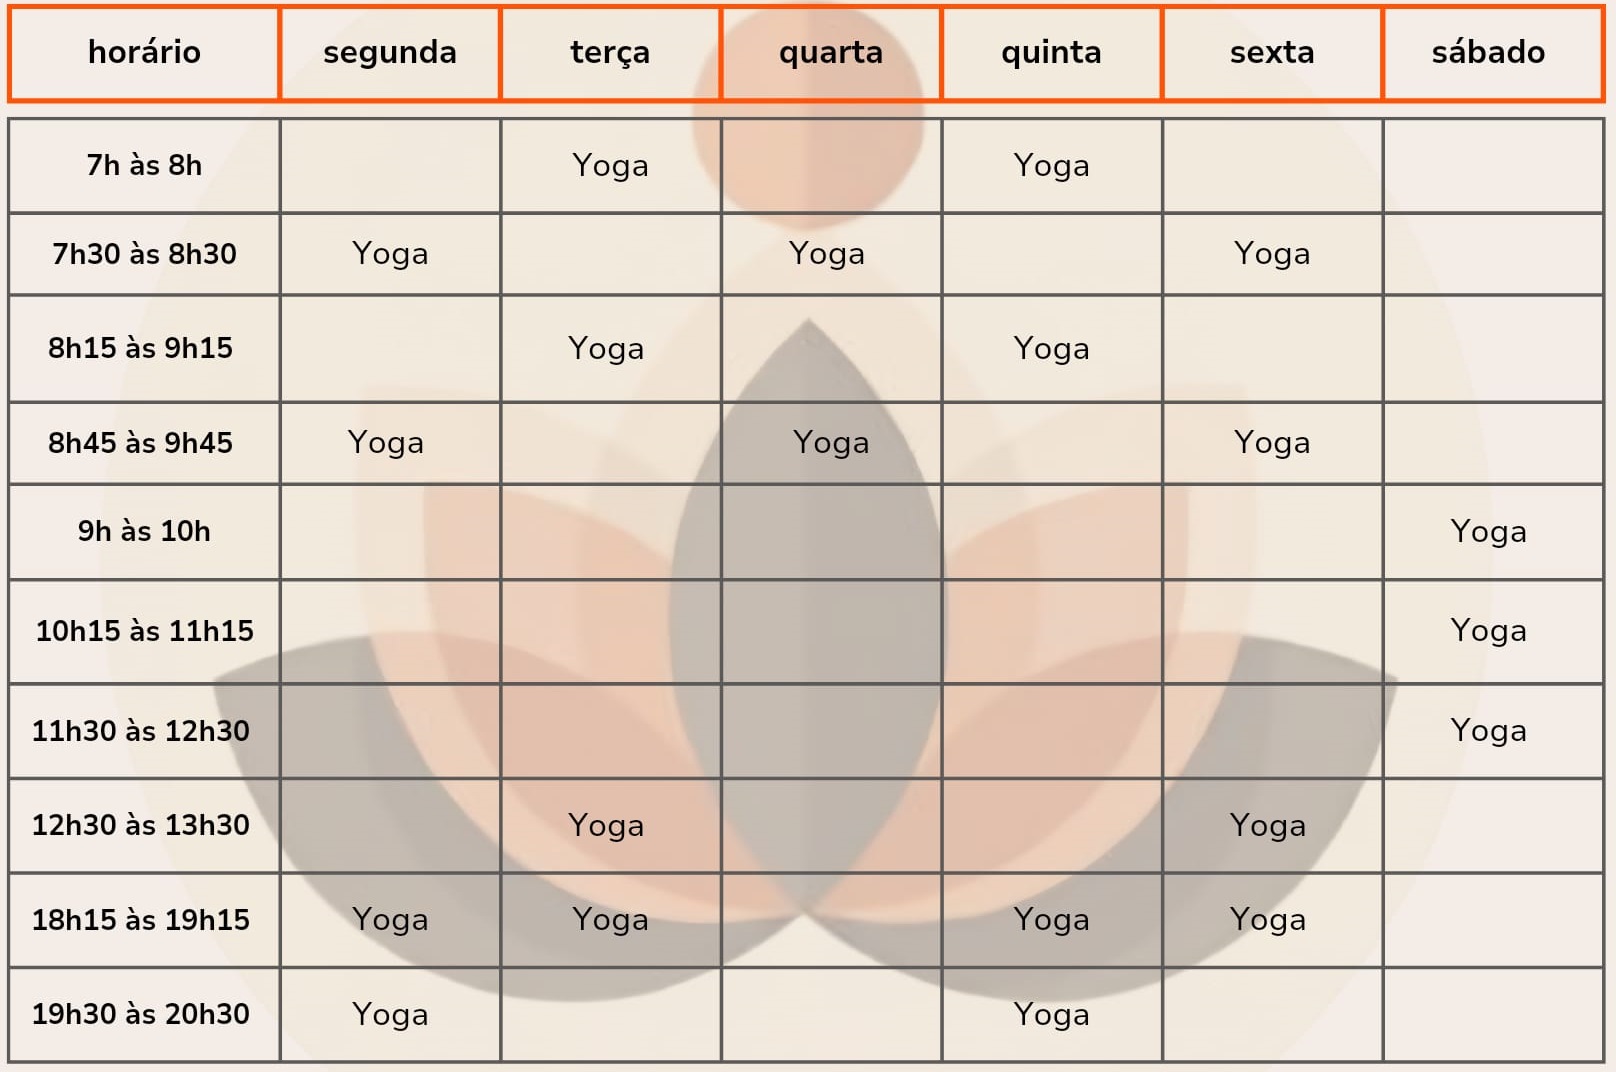 horário segunda terça quarta quinta sexta sábado
7h às 8h Yoga Yoga
7h30 às 8h30 Yoga Yoga Yoga
8h15 às 9h15 Yoga Yoga
8h45 às 9h45 Yoga Yoga Yoga
9h às 10h Yoga
10h15 às 11h15 Yoga
11h30 às 12h30 Yoga
12h30 às 13h30 Yoga Yoga
18h15 às 19h15 Yoga Yoga Yoga Yoga
19h30 às 20h30 Yoga Yoga